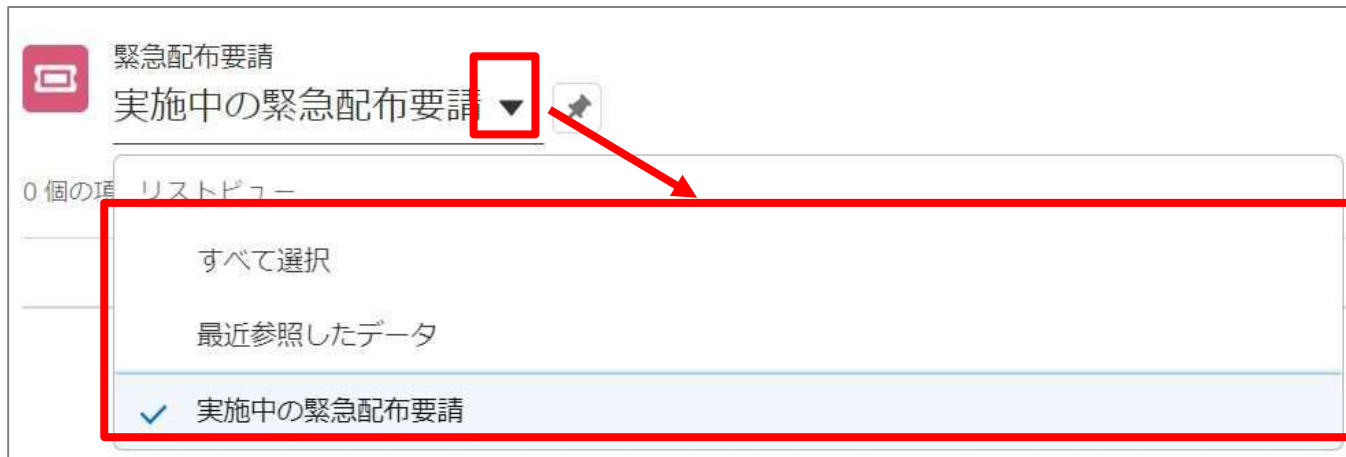 緊急配布要請
実施中の緊急配布要請
0 個の項
リストビュー
すべて選択
最近参照したデータ
実施中の緊急配布要請